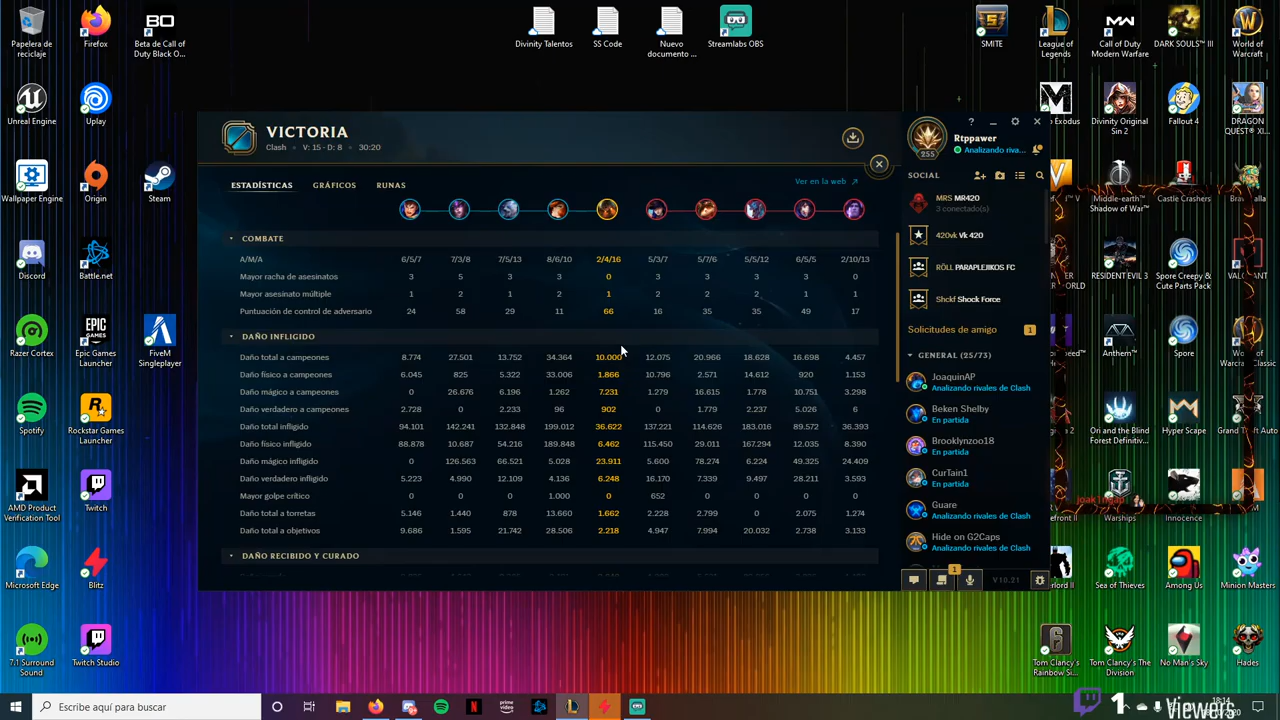 Papelera de
reciclaje
Firefox
Beta de Call of
Duty Black O...
Divinity Talentos
SS Code
Nuevo
documento ...
Streamlabs OBS
SMITE
League of
Legends
Call of Duty
Modern Warfare
DARK SOULS™ III
World of
Warcraft
Unreal Engine
Uplay
Exodus
Divinity Original
Sin 2
Fallout 4
DRAGON
QUEST® XI...
Wallpaper Engine
Origin
Steam
Middle-earth™
Shadow of War™
Castle Crashers
Discord
Battle.net
RESIDENT EVIL 3
Spore Creepy &
Cute Parts Pack
Razer Cortex
Epic Games
Launcher
FiveM
Singleplayer
Anthem™
Spore
World of
Warcraft Classic
Spotify
Rockstar Games
Launcher
Ori and the Blind
Forest Definitiv...
Hyper Scape
AMD Product
Verification Tool
Twitch
Warships
Innocence
Microsoft Edge
Blitz
Sea of Thieves
Among Us
Minion Masters
7.1 Surround
Sound
Twitch Studio
Tom Clancy's
Rainbow Si...
Tom Clancy's The
Division
No Man's Sky
Hades
VICTORIA
Clash · V: 15 - D: 8 · 30:20
ESTADÍSTICAS GRÁFICOS RUNAS
Ver en la web
COMBATE
A/M/A 6/5/7 7/3/8 7/5/13 8/6/10 2/4/16 5/3/7 5/7/6 5/5/12 6/5/5 2/10/13
Mayor racha de asesinatos 3 5 3 3 0 3 3 3 3 0
Mayor asesinato múltiple 1 2 1 2 1 2 2 2 1 1
Puntuación de control de adversario 24 58 29 11 66 16 35 35 49 17
DAÑO INFLIGIDO
Daño total a campeones 8.774 27.501 13.752 34.364 10.000 12.075 20.966 18.628 16.698 4.457
Daño físico a campeones 6.045 825 5.322 33.006 1.866 10.796 2.571 14.612 920 1.153
Daño mágico a campeones 0 26.676 6.196 1.262 7.231 1.279 16.615 1.778 10.751 3.298
Daño verdadero a campeones 2.728 0 2.233 96 902 0 1.779 2.237 5.026 6
Daño total infligido 94.101 142.241 132.848 199.012 36.622 137.221 114.626 183.016 89.572 36.393
Daño físico infligido 88.878 10.687 54.216 189.848 6.462 115.450 29.011 167.294 12.035 8.390
Daño mágico infligido 0 126.563 66.521 5.028 23.911 5.600 78.274 6.224 49.325 24.409
Daño verdadero infligido 5.223 4.990 12.109 4.136 6.248 16.170 7.339 9.497 28.211 3.593
Mayor golpe crítico 0 0 0 1.000 0 652 0 0 0 0
Daño total a torretas 5.146 1.440 878 13.660 1.662 2.228 2.799 0 2.075 1.274
Daño total a objetivos 9.686 1.595 21.742 28.506 2.218 4.947 7.994 20.032 2.738 3.133
DAÑO RECIBIDO Y CURADO
255
Rtppawer
Analizando riva...
SOCIAL
MRS MR420
3 conectado(s)
420vk Vk 420
RÖLL PARAPLEJIKOS FC
Shckf Shock Force
Solicitudes de amigo 1
GENERAL (25/73)
JoaquinAP
Analizando rivales de Clash
Beken Shelby
En partida
Brooklynzoo18
En partida
CurTain1
En partida
Guare
Analizando rivales de Clash
Hide on G2Caps
Analizando rivales de Clash
1
V10.21
Escribe aquí para buscar
prime
video
1
Viewers
18:14